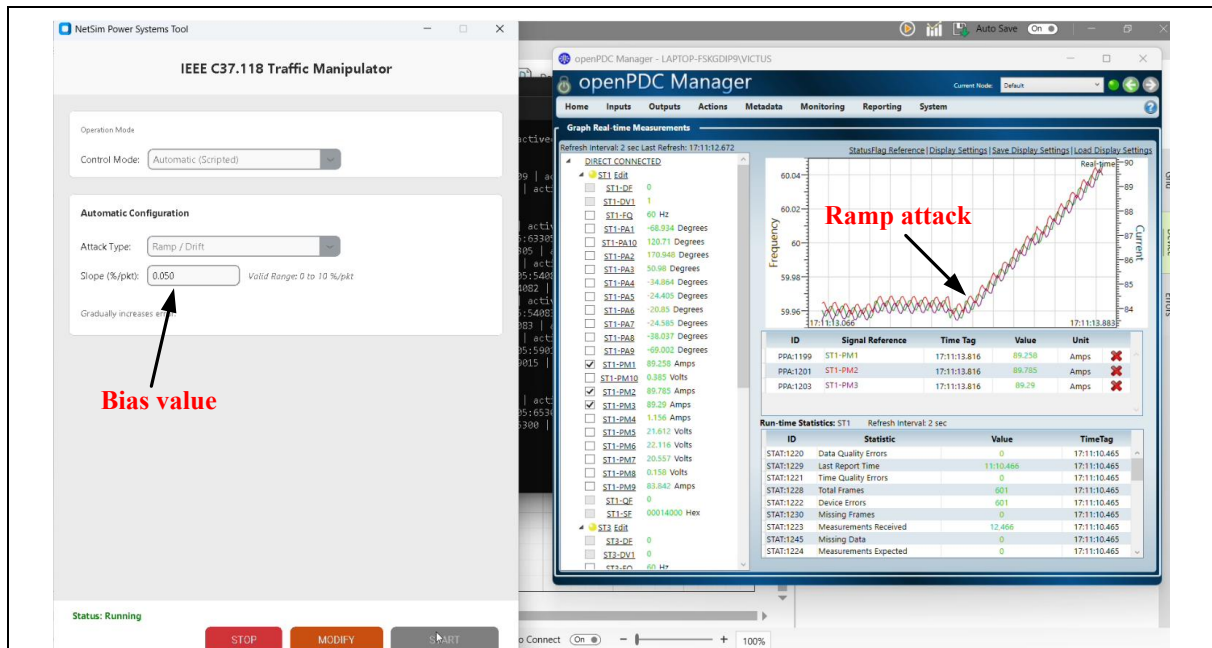 NetSim Power Systems Tool
IEEE C37.118 Traffic Manipulator
Operation Mode
Control Mode: Automatic (Scripted)
Automatic Configuration
Attack Type: Ramp / Drift
Slope (%/pkt): 0.050 Valid Range: 0 to 10 %/pkt
Gradually increases
Bias value
Status: Running
STOP MODIFY START
Auto Save On
openPDC Manager - LAPTOP-FSKGDIP9\VICTUS
openPDC Manager
Current Node: Default
Home Inputs Outputs Actions Metadata Monitoring Reporting System
Graph Real-time Measurements
Refresh Interval: 2 sec Last Refresh: 17:11:12.672
StatusFlag Reference | Display Settings | Save Display Settings | Load Display Settings
DIRECT CONNECTED
ST1 Edit
ST1-DF 0
ST1-DV1 1
ST1-FQ 60 Hz
ST1-PA1 -68.934 Degrees
ST1-PA10 120.71 Degrees
ST1-PA2 170.948 Degrees
ST1-PA3 50.98 Degrees
ST1-PA4 -34.864 Degrees
ST1-PA5 -24.405 Degrees
ST1-PA6 -20.85 Degrees
ST1-PA7 -24.585 Degrees
ST1-PA8 -38.037 Degrees
ST1-PA9 -69.002 Degrees
ST1-PM1 89.258 Amps
ST1-PM10 0.385 Volts
ST1-PM2 89.785 Amps
ST1-PM3 89.29 Amps
ST1-PM4 1.156 Amps
ST1-PM5 21.612 Volts
ST1-PM6 22.116 Volts
ST1-PM7 20.557 Volts
ST1-PM8 0.158 Volts
ST1-PM9 83.842 Amps
ST1-QF 0
ST1-SF 00014000 Hex
ST3 Edit
ST3-DF 0
ST3-DV1 0
ST3-FQ 60 Hz
Real-time
Ramp attack
Frequency
60.04
60.02
60
59.98
59.96
Current
90
89
88
87
86
85
84
17:11:13.066 17:11:13.883
ID Signal Reference Time Tag Value Unit
PPA:1199 ST1-PM1 17:11:13.816 89.258 Amps
PPA:1201 ST1-PM2 17:11:13.816 89.785 Amps
PPA:1203 ST1-PM3 17:11:13.816 89.29 Amps
Run-time Statistics: ST1 Refresh Interval: 2 sec
ID Statistic Value TimeTag
STAT:1220 Data Quality Errors 0 17:11:10.465
STAT:1229 Last Report Time 11:10.466 17:11:10.465
STAT:1221 Time Quality Errors 0 17:11:10.465
STAT:1228 Total Frames 601 17:11:10.465
STAT:1222 Device Errors 601 17:11:10.465
STAT:1230 Missing Frames 0 17:11:10.465
STAT:1223 Measurements Received 12,466 17:11:10.465
STAT:1245 Missing Data 0 17:11:10.465
STAT:1224 Measurements Expected 0 17:11:10.465
Connect On 100%